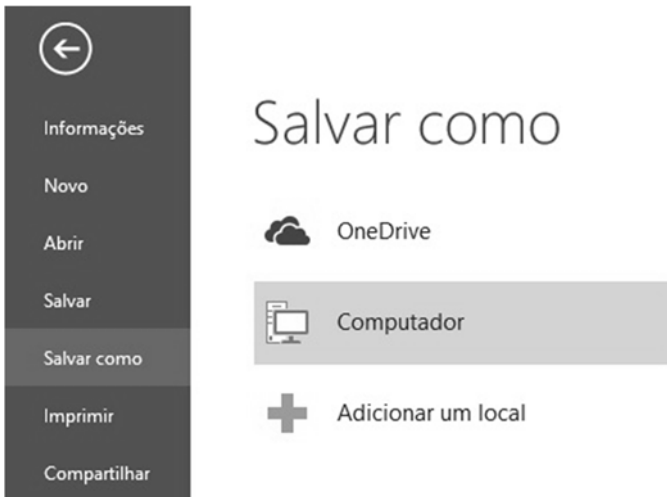 Informações
Novo
Abrir
Salvar
Salvar como
Imprimir
Compartilhar
Salvar como
OneDrive
Computador
Adicionar um local